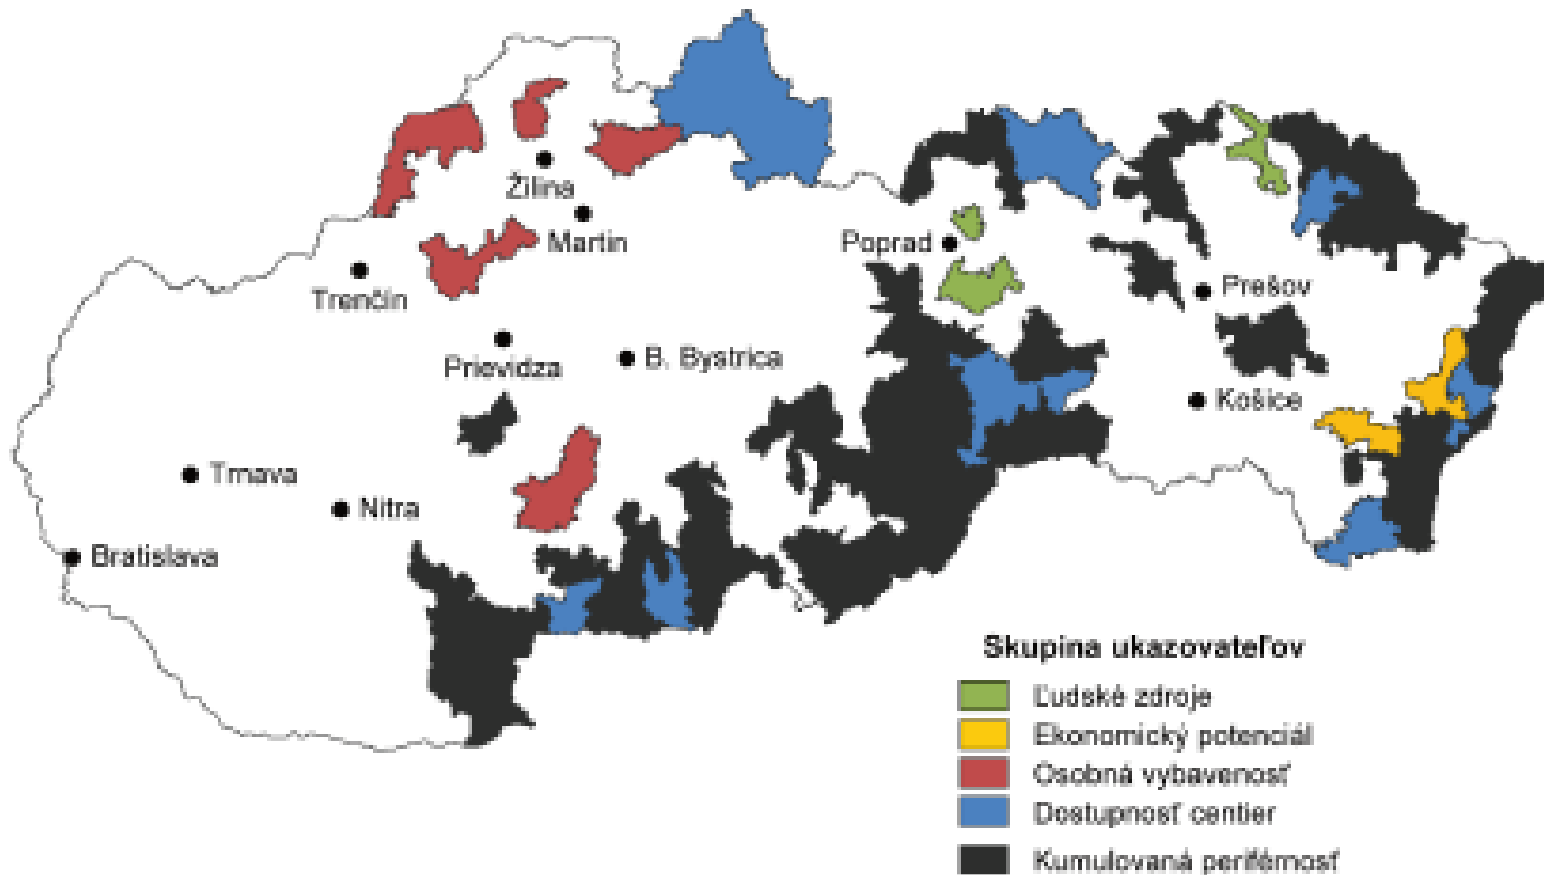 Žilina
Martin
Poprad
Trenčín
Prešov
Prievidza
B. Bystrica
Košice
Trnava
Nitra
Bratislava
Skupina ukazovateľov
Ľudské zdroje
Ekonomický potenciál
Osobná vybavenosť
Dostupnosť centier
Kumulovaná periférnosť